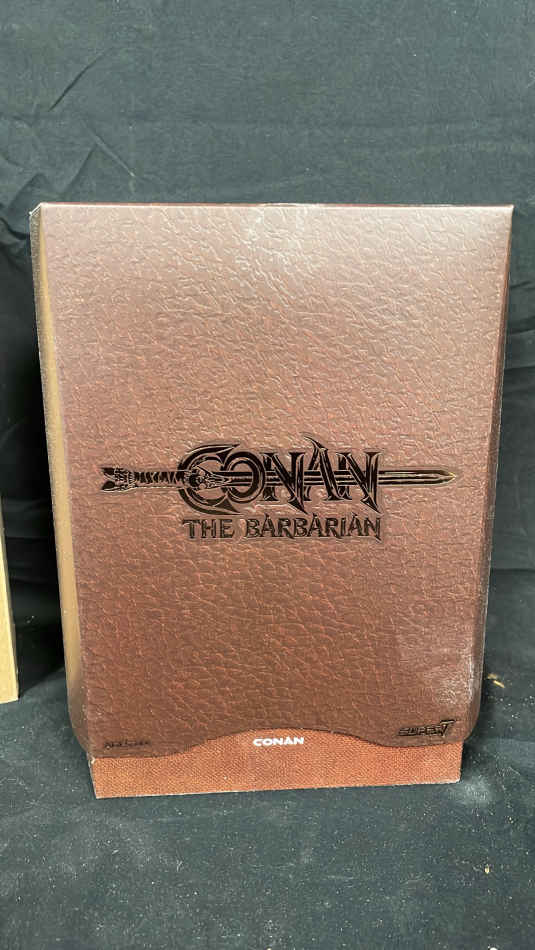 CONAN
THE BARBARIAN
CONAN
SUPER7